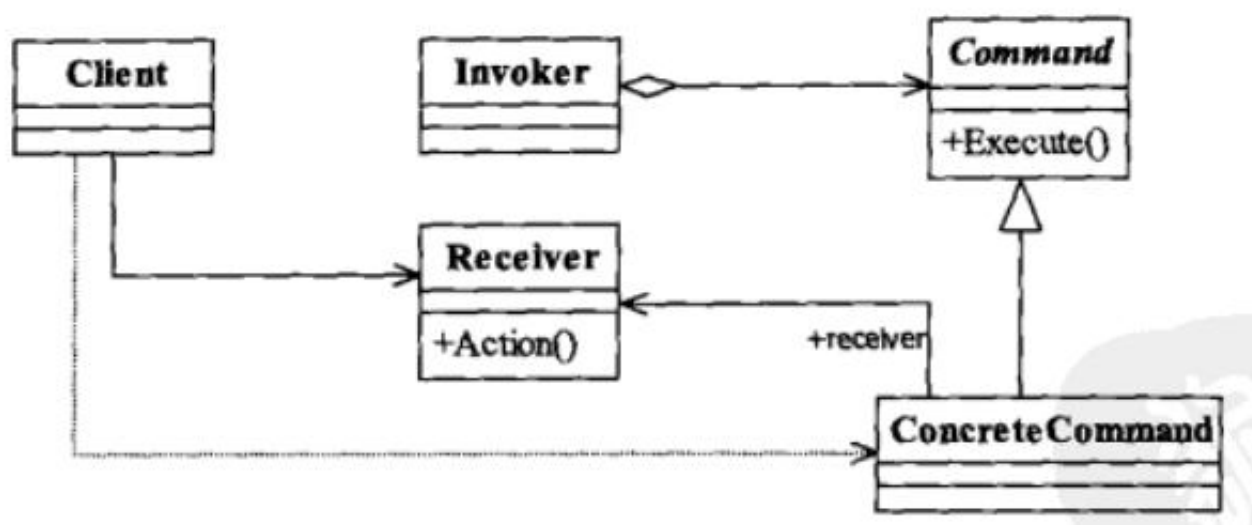 Client
Invoker
Command
+Execute()
Receiver
+Action()
+receiver
ConcreteCommand